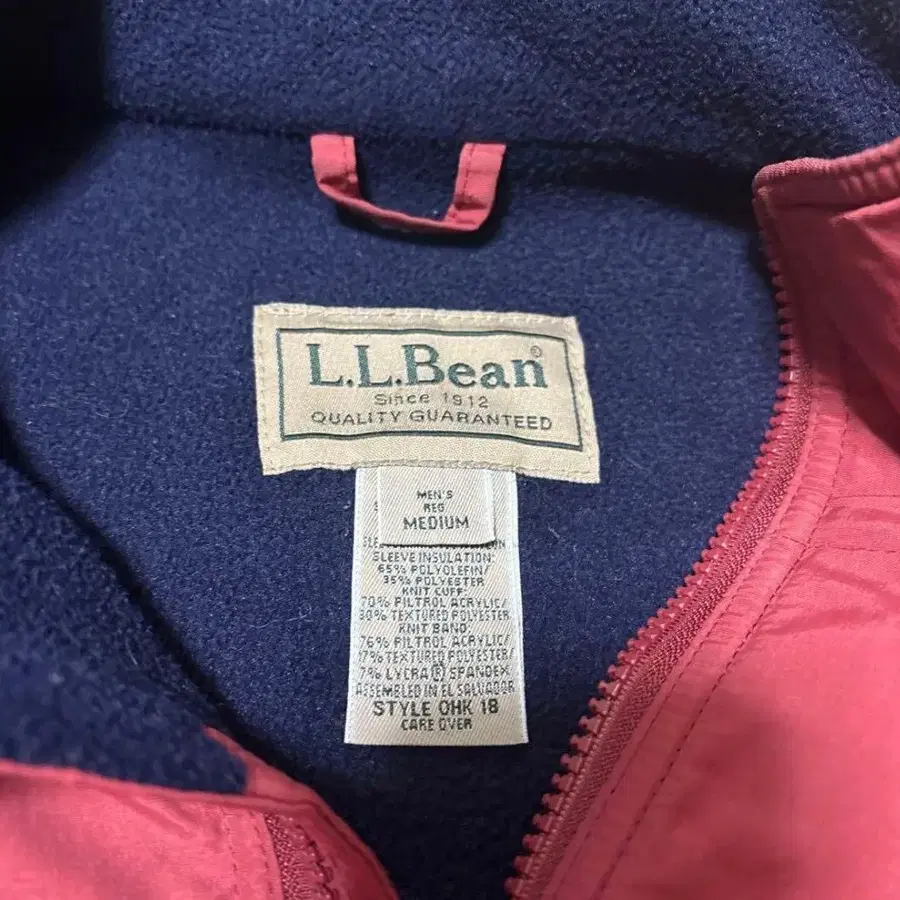 L.L.Bean®
Since 1912
QUALITY GUARANTEED
MEN'S
REG
MEDIUM
SLEEVE INSULATION:
65% POLYOLEFIN/
35% POLYESTER
KNIT CUFF:
70% PILTROL ACRYLIC/
30% TEXTURED POLYESTER
KNIT BAND:
76% PILTROL ACRYLIC/
17% TEXTURED POLYESTER/
7% LYCRA® SPANDEX
ASSEMBLED IN EL SALVADOR
STYLE OHK 18
CARE OVER